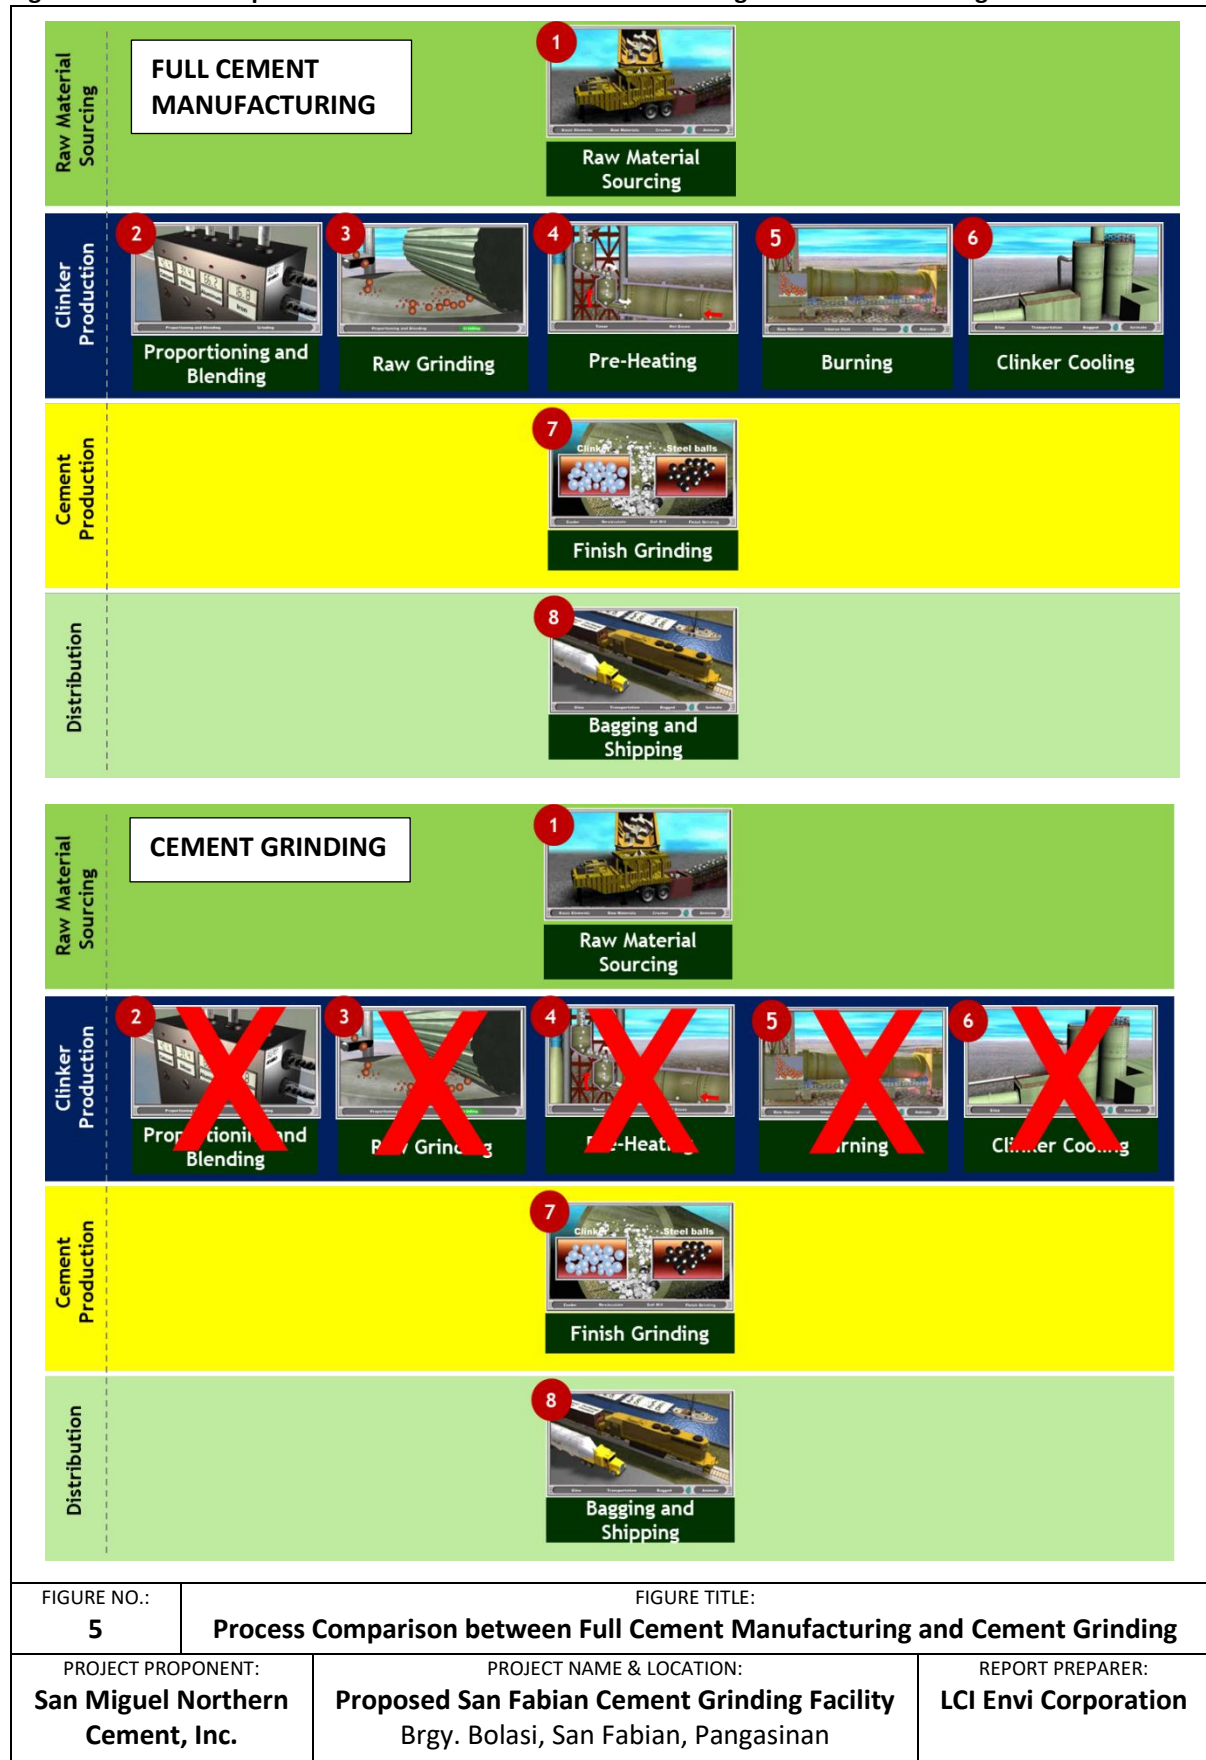 FULL CEMENT
MANUFACTURING
Raw Material
Sourcing
1
Raw Material
Sourcing
Clinker
Production
2
Proportioning and
Blending
3
Raw Grinding
4
Pre-Heating
5
Burning
6
Clinker Cooling
Cement
Production
7
Clinker
Steel balls
Finish Grinding
Distribution
8
Bagging and
Shipping
CEMENT GRINDING
Raw Material
Sourcing
1
Raw Material
Sourcing
Clinker
Production
2
and
Blending
3
4
5
6
Cement
Production
7
Clinker
Steel balls
Finish Grinding
Distribution
8
Bagging and
Shipping
FIGURE NO.:
5
FIGURE TITLE:
Process Comparison between Full Cement Manufacturing and Cement Grinding
PROJECT PROPONENT:
San Miguel Northern
Cement, Inc.
PROJECT NAME & LOCATION:
Proposed San Fabian Cement Grinding Facility
Brgy. Bolasi, San Fabian, Pangasinan
REPORT PREPARER:
LCI Envi Corporation